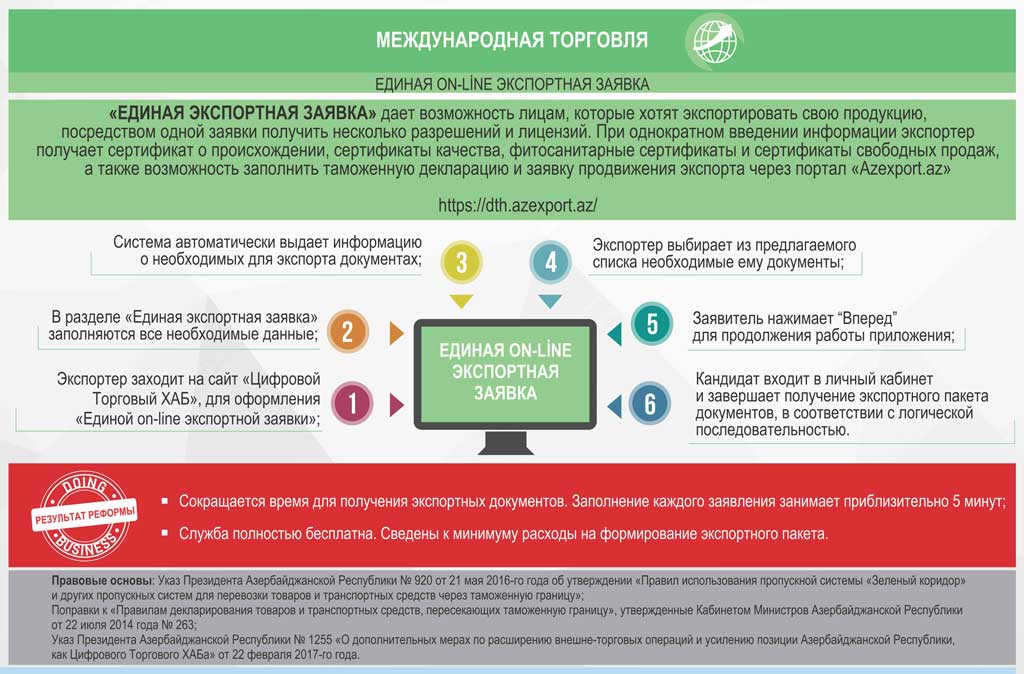 МЕЖДУНАРОДНАЯ ТОРГОВЛЯ
ЕДИНАЯ ON-LİNE ЭКСПОРТНАЯ ЗАЯВКА
«ЕДИНАЯ ЭКСПОРТНАЯ ЗАЯВКА» дает возможность лицам, которые хотят экспортировать свою продукцию,
посредством одной заявки получить несколько разрешений и лицензий. При однократном введении информации экспортер
получает сертификат о происхождении, сертификаты качества, фитосанитарные сертификаты и сертификаты свободных продаж,
а также возможность заполнить таможенную декларацию и заявку продвижения экспорта через портал «Azexport.az»
https://dth.azexport.az/
Система автоматически выдает информацию
о необходимых для экспорта документах;
3
4
Экспортер выбирает из предлагаемого
списка необходимые ему документы;
В разделе «Единая экспортная заявка»
заполняются все необходимые данные;
2
5
Заявитель нажимает “Вперед”
для продолжения работы приложения;
Экспортер заходит на сайт «Цифровой
Торговый ХАБ», для оформления
«Единой on-line экспортной заявки»;
1
ЕДИНАЯ ON-LİNE
ЭКСПОРТНАЯ
ЗАЯВКА
6
Кандидат входит в личный кабинет
и завершает получение экспортного пакета
документов, в соответствии с логической
последовательностью.
DOING
РЕЗУЛЬТАТ РЕФОРМЫ
BUSINESS
▪ Сокращается время для получения экспортных документов. Заполнение каждого заявления занимает приблизительно 5 минут;
▪ Служба полностью бесплатна. Сведены к минимуму расходы на формирование экспортного пакета.
Правовые основы: Указ Президента Азербайджанской Республики № 920 от 21 мая 2016-го года об утверждении «Правил использования пропускной системы «Зеленый коридор»
и других пропускных систем для перевозки товаров и транспортных средств через таможенную границу»;
Поправки к «Правилам декларирования товаров и транспортных средств, пересекающих таможенную границу», утвержденные Кабинетом Министров Азербайджанской Республики
от 22 июля 2014 года № 263;
Указ Президента Азербайджанской Республики № 1255 «О дополнительных мерах по расширению внешне-торговых операций и усилению позиции Азербайджанской Республики,
как Цифрового Торгового ХАБа» от 22 февраля 2017-го года.